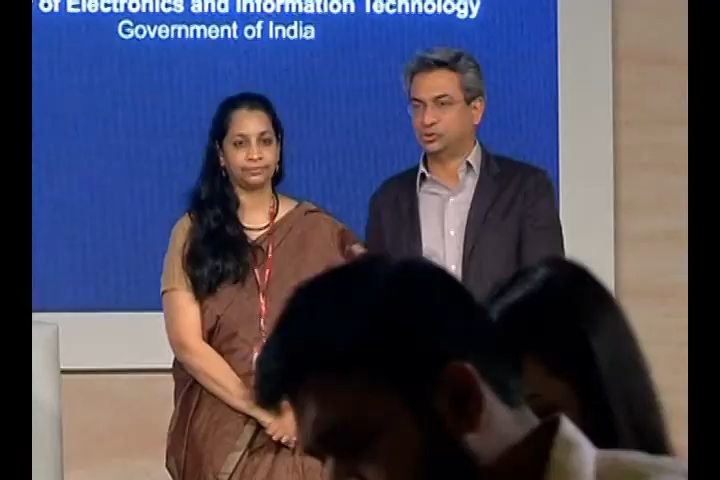 of Electronics and Information Technology
Government of India